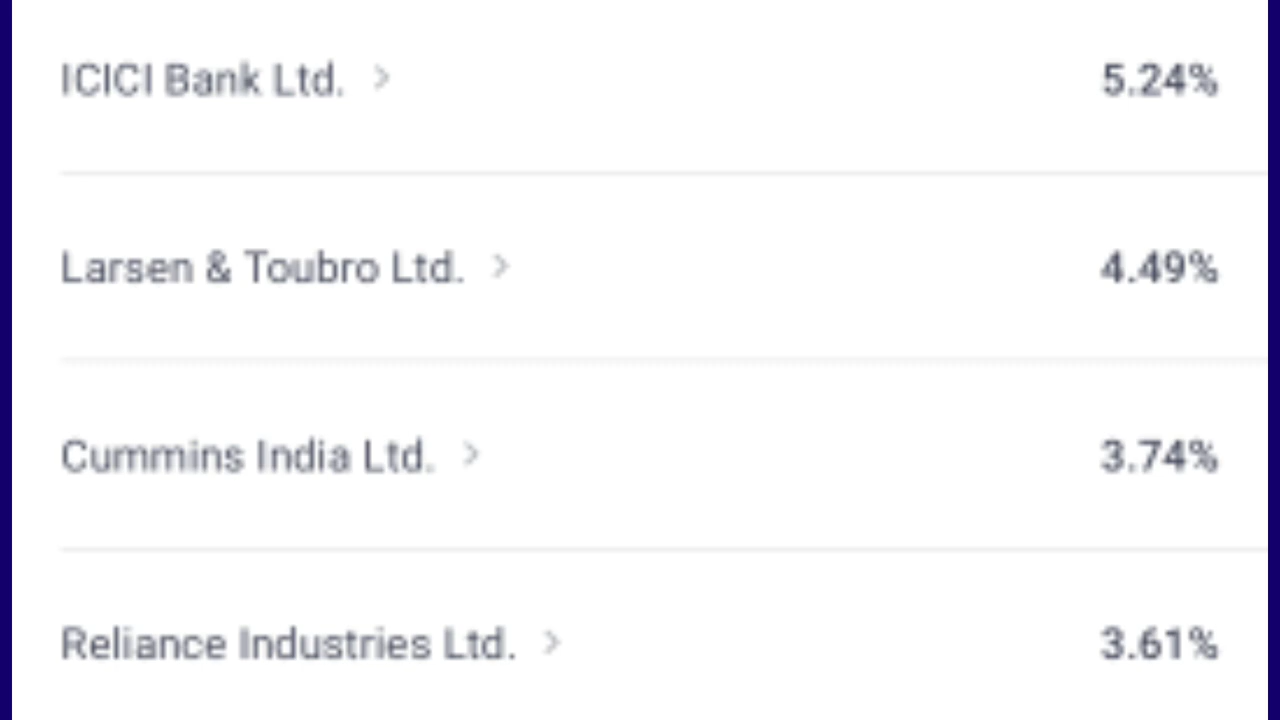 ICICI Bank Ltd. > 5.24%
Larsen & Toubro Ltd. > 4.49%
Cummins India Ltd. > 3.74%
Reliance Industries Ltd. > 3.61%